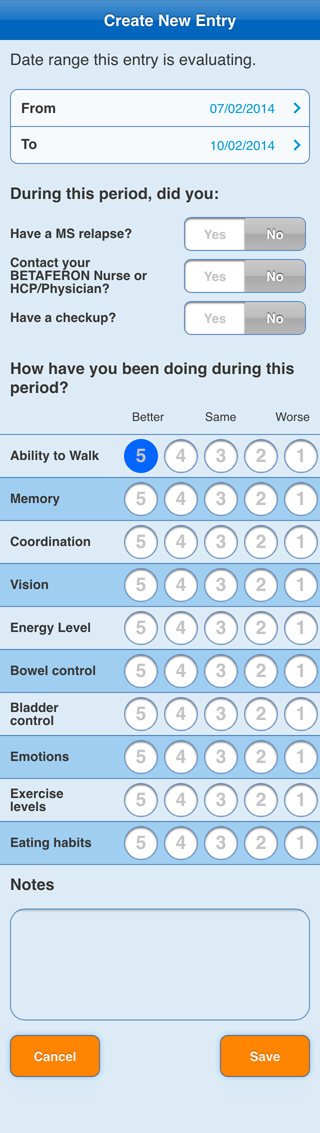 Create New Entry
Date range this entry is evaluating.
From 07/02/2014
To 10/02/2014
During this period, did you:
Have a MS relapse? Yes No
Contact your
BETAFERON Nurse or
HCP/Physician? Yes No
Have a checkup? Yes No
How have you been doing during this
period?
Better Same Worse
Ability to Walk 5 4 3 2 1
Memory 5 4 3 2 1
Coordination 5 4 3 2 1
Vision 5 4 3 2 1
Energy Level 5 4 3 2 1
Bowel control 5 4 3 2 1
Bladder
control 5 4 3 2 1
Emotions 5 4 3 2 1
Exercise
levels 5 4 3 2 1
Eating habits 5 4 3 2 1
Notes
Cancel Save